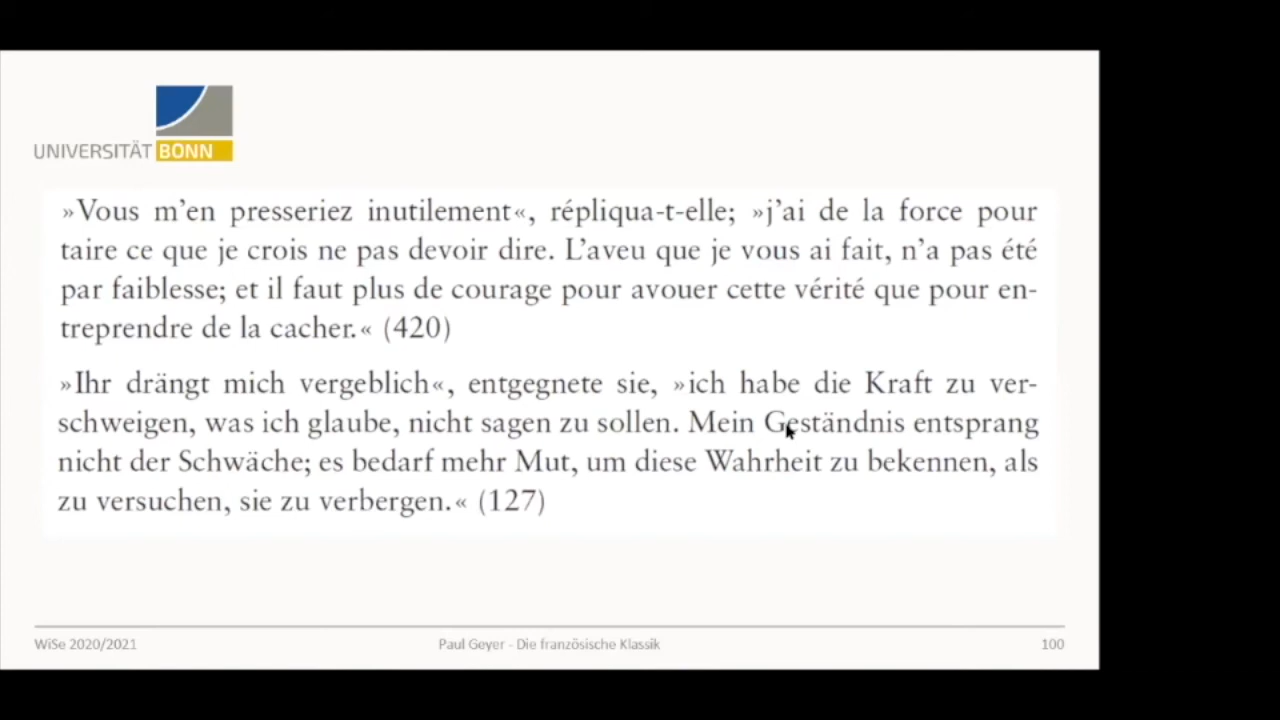 UNIVERSITÄT BONN
»Vous m’en presseriez inutilement«, répliqua-t-elle; »j’ai de la force pour
taire ce que je crois ne pas devoir dire. L’aveu que je vous ai fait, n’a pas été
par faiblesse; et il faut plus de courage pour avouer cette vérité que pour en-
treprendre de la cacher.« (420)
»Ihr drängt mich vergeblich«, entgegnete sie, »ich habe die Kraft zu ver-
schweigen, was ich glaube, nicht sagen zu sollen. Mein Geständnis entsprang
nicht der Schwäche; es bedarf mehr Mut, um diese Wahrheit zu bekennen, als
zu versuchen, sie zu verbergen.« (127)
WiSe 2020/2021 Paul Geyer - Die französische Klassik 100